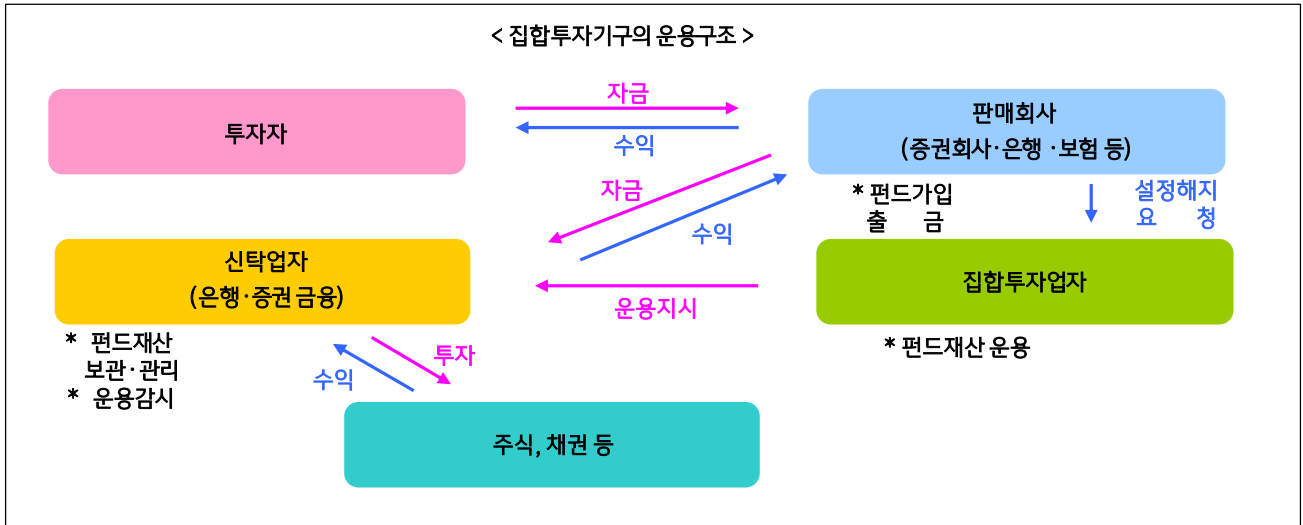 < 집합투자기구의 운용구조 >
자금
투자자
수익
판매회사
(증권회사·은행 ·보험 등)
자금
수익
* 펀드가입
출 금
설정해지
요 청
신탁업자
(은행·증권 금융)
운용지시
집합투자업자
* 펀드재산
보관·관리
* 운용감시
투자
수익
* 펀드재산 운용
주식, 채권 등